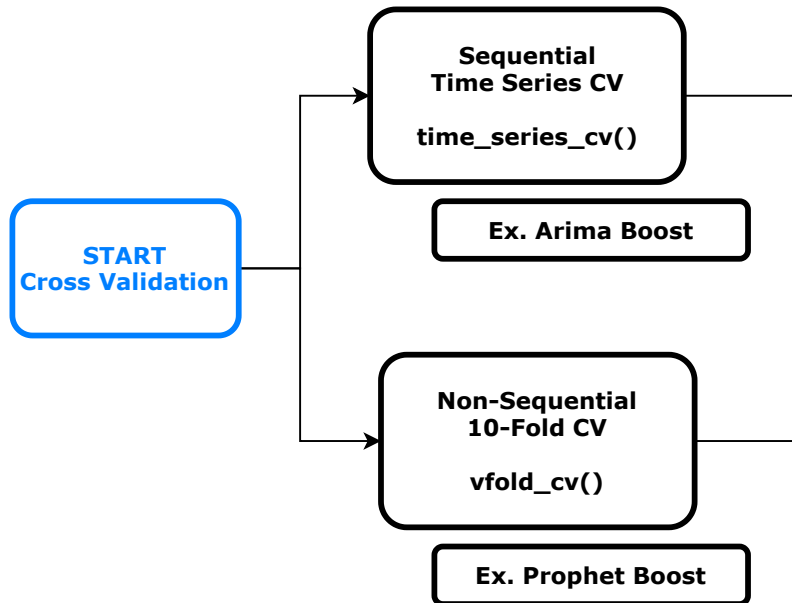 Sequential
Time Series CV
time_series_cv()
Ex. Arima Boost
START
Cross Validation
Non-Sequential
10-Fold CV
vfold_cv()
Ex. Prophet Boost